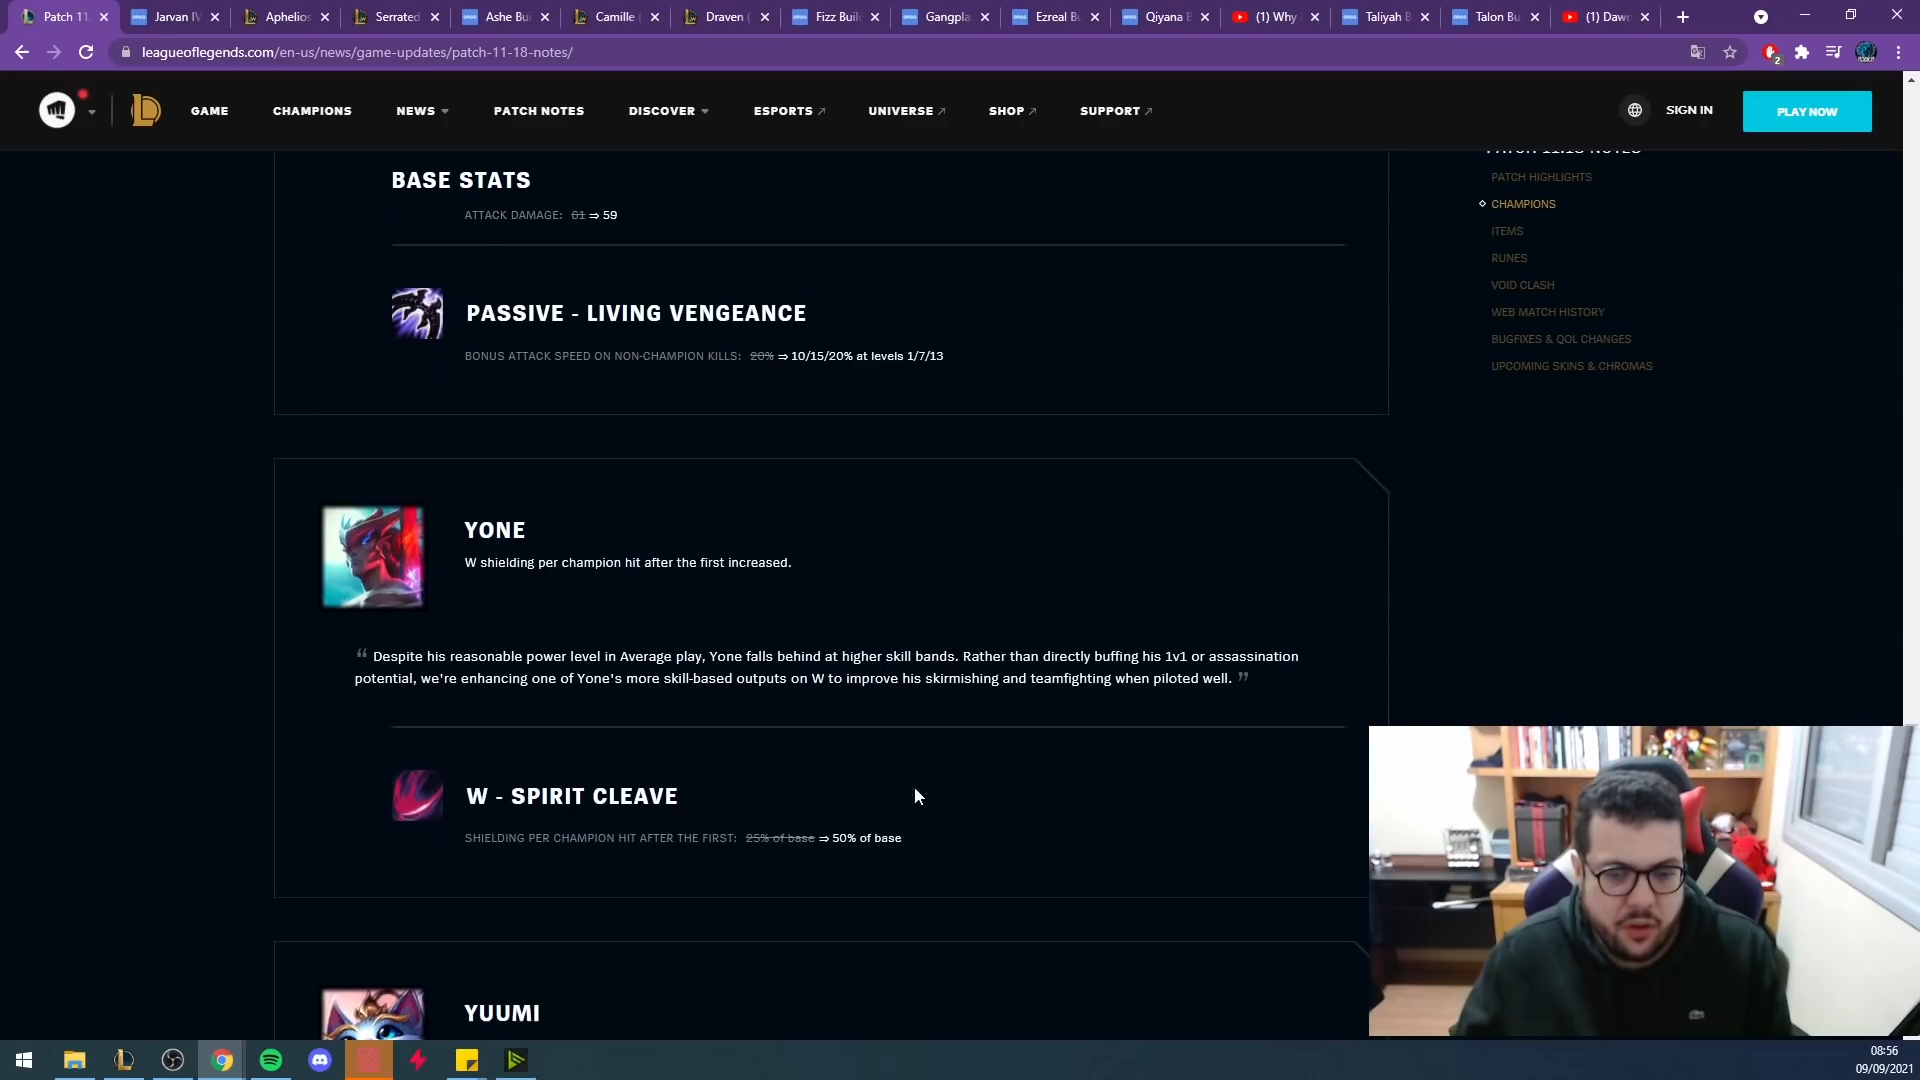 Patch 11.
Jarvan IV
Aphelios
Serrated
Ashe Bui
Camille (
Draven (
Fizz Buil
Gangpla
Ezreal Bu
Qiyana B
(1) Why
Taliyah B
Talon Bu
(1) Dawn
leagueoflegends.com/en-us/news/game-updates/patch-11-18-notes/
2
GAME
CHAMPIONS
NEWS
PATCH NOTES
DISCOVER
ESPORTS
UNIVERSE
SHOP
SUPPORT
SIGN IN
PLAY NOW
PATCH 11.18 NOTES
PATCH HIGHLIGHTS
CHAMPIONS
ITEMS
RUNES
VOID CLASH
WEB MATCH HISTORY
BUGFIXES & QOL CHANGES
UPCOMING SKINS & CHROMAS
BASE STATS
ATTACK DAMAGE: 61 ⇒ 59
PASSIVE - LIVING VENGEANCE
BONUS ATTACK SPEED ON NON-CHAMPION KILLS: 20% ⇒ 10/15/20% at levels 1/7/13
YONE
W shielding per champion hit after the first increased.
“ Despite his reasonable power level in Average play, Yone falls behind at higher skill bands. Rather than directly buffing his 1v1 or assassination
potential, we're enhancing one of Yone's more skill-based outputs on W to improve his skirmishing and teamfighting when piloted well. ”
W - SPIRIT CLEAVE
SHIELDING PER CHAMPION HIT AFTER THE FIRST: 25% of base ⇒ 50% of base
YUUMI
08:56
09/09/2021